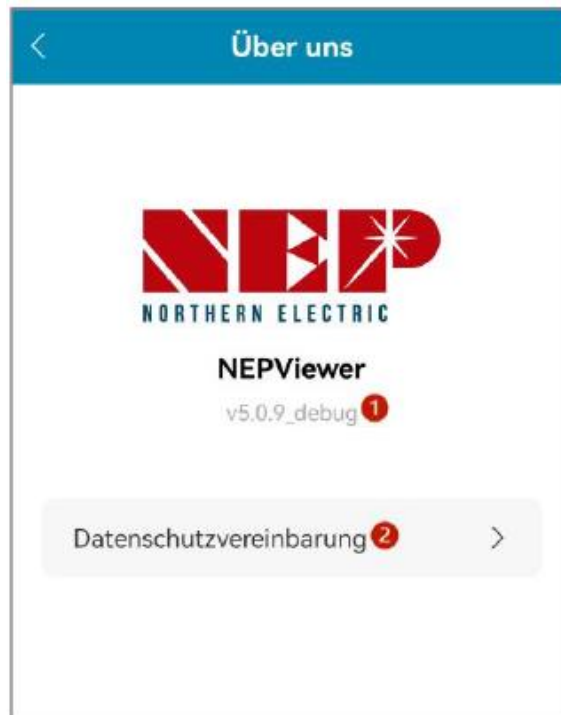 Über uns
NEP
NORTHERN ELECTRIC
NEPViewer
v5.0.9_debug 1
Datenschutzvereinbarung 2